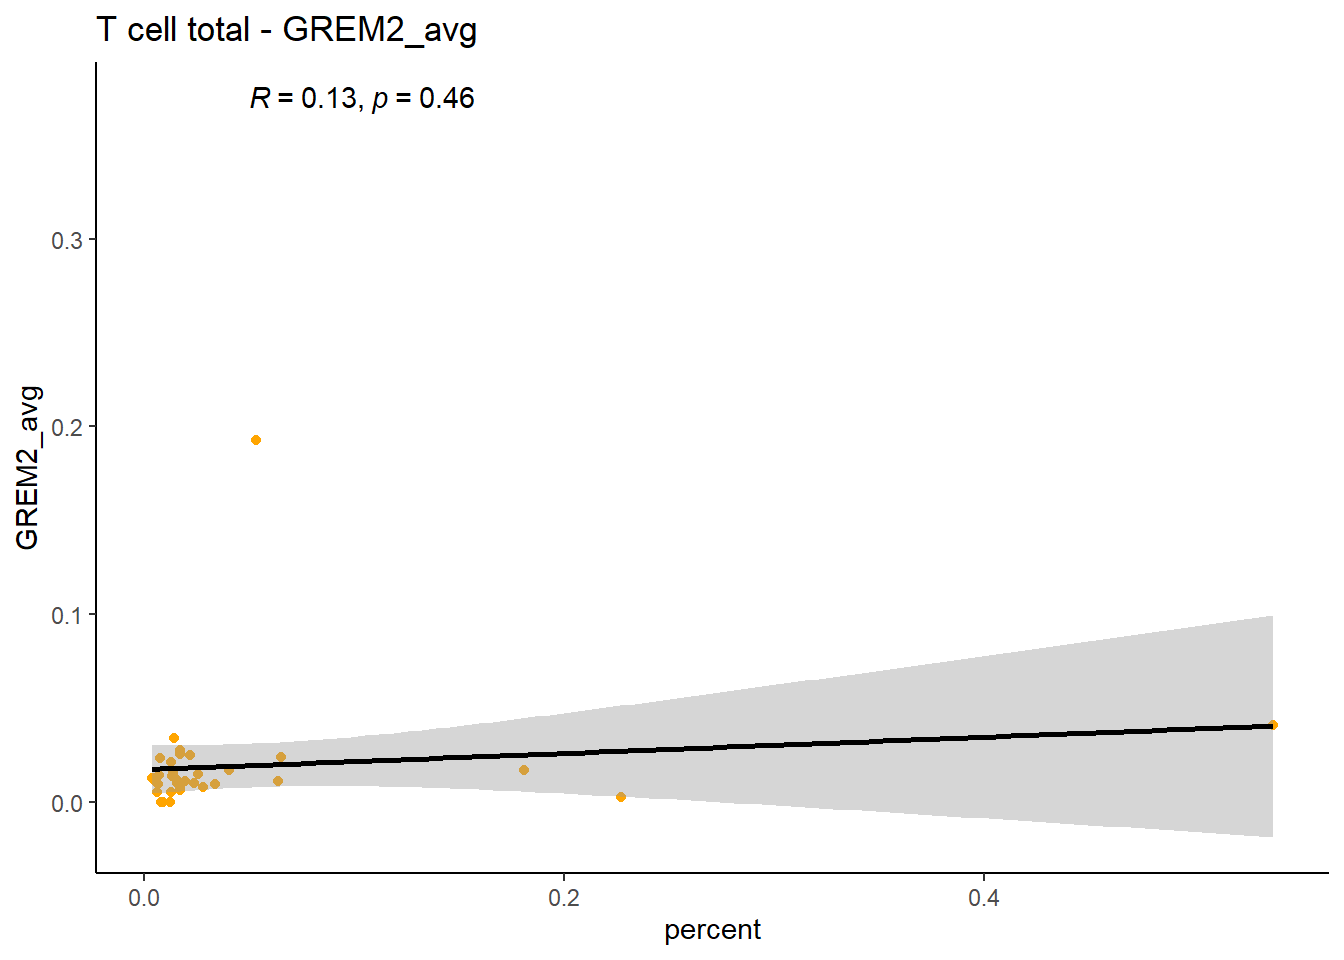 T cell total - GREM2_avg
R = 0.13, p = 0.46
0.3
0.2
0.1
0.0
GREM2_avg
0.0 0.2 0.4
percent